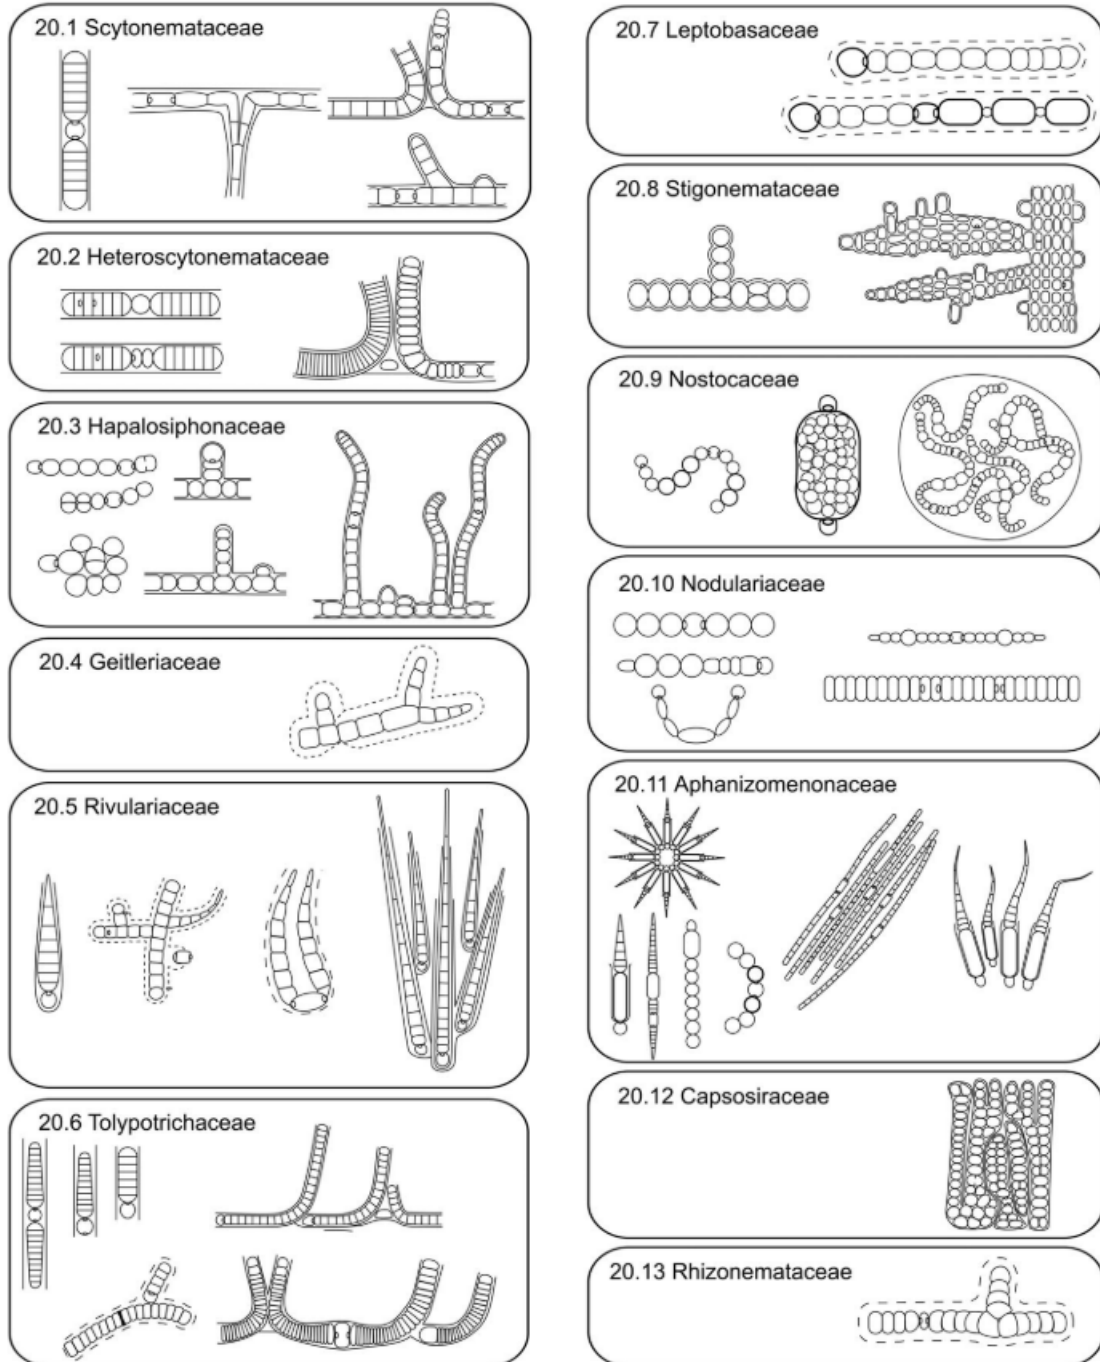 20.1 Scytonemataceae
20.2 Heteroscytonemataceae
20.3 Hapalosiphonaceae
20.4 Geitleriaceae
20.5 Rivulariaceae
20.6 Tolypotrichaceae
20.7 Leptobasaceae
20.8 Stigonemataceae
20.9 Nostocaceae
20.10 Nodulariaceae
20.11 Aphanizomenonaceae
20.12 Capsosiraceae
20.13 Rhizonemataceae